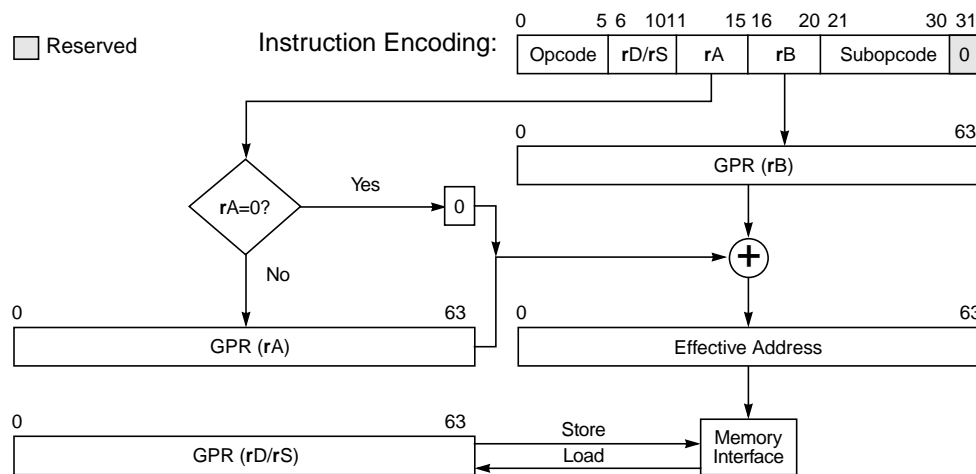 0 5 6 10 11 15 16 20 21 30 31
Reserved Instruction Encoding: Opcode rD/rS rA rB Subopcode 0
0 63
GPR (rB)
Yes
rA=0? 0 +
No
0 63 0 63
GPR (rA) Effective Address
0 63
Store
GPR (rD/rS) Memory
Load Interface